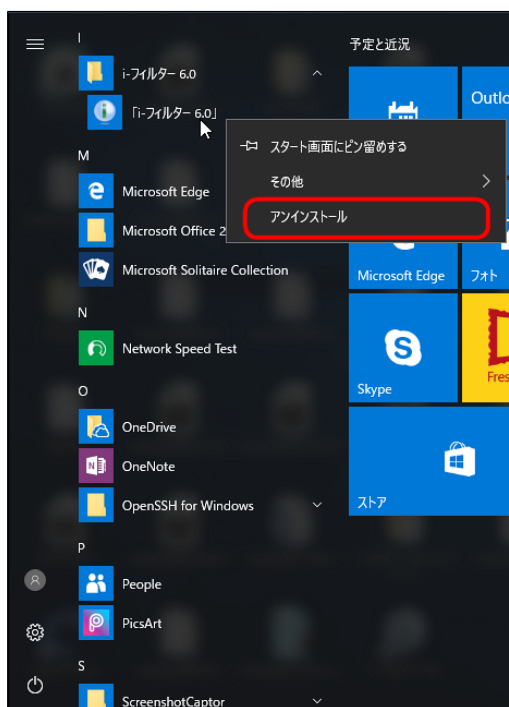 I
i-フィルター 6.0
「i-フィルター 6.0」
M
Microsoft Edge
Microsoft Office 2
Microsoft Solitaire Collection
N
Network Speed Test
O
OneDrive
OneNote
OpenSSH for Windows
P
People
PicsArt
S
ScreenshotCaptor
スタート画面にピン留めする
その他
アンインストール
予定と近況
Outlo
Microsoft Edge
フォト
Skype
Fres
ストア